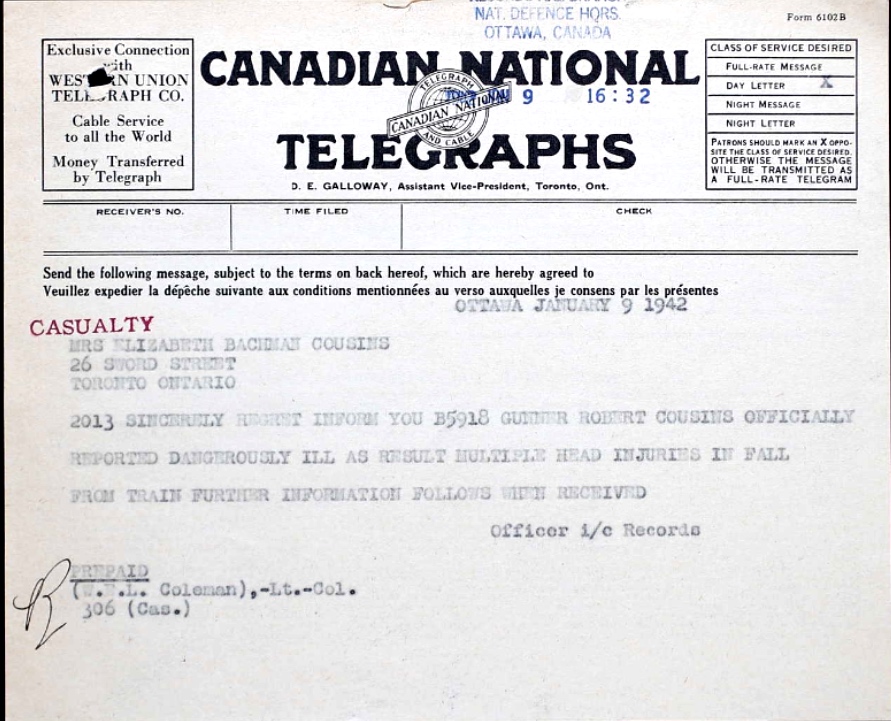 NAT. DEFENCE HQRS.
OTTAWA, CANADA
Form 6102B
Exclusive Connection
with
WESTERN UNION
TELEGRAPH CO.
Cable Service
to all the World
Money Transferred
by Telegraph
CANADIAN NATIONAL
TELEGRAPH
CANADIAN NATIONAL
AND CABLE
9 16:32
TELEGRAPHS
D. E. GALLOWAY, Assistant Vice-President, Toronto, Ont.
CLASS OF SERVICE DESIRED
FULL-RATE MESSAGE
DAY LETTER X
NIGHT MESSAGE
NIGHT LETTER
PATRONS SHOULD MARK AN X OPPO-
SITE THE CLASS OF SERVICE DESIRED.
OTHERWISE THE MESSAGE
WILL BE TRANSMITTED AS
A FULL-RATE TELEGRAM
RECEIVER'S NO. TIME FILED CHECK
Send the following message, subject to the terms on back hereof, which are hereby agreed to
Veuillez expedier la dépêche suivante aux conditions mentionnées au verso auxquelles je consens par les présentes
OTTAWA JANUARY 9 1942
CASUALTY
MRS ELIZABETH BACHMAN COUSINS
26 SWORD STREET
TORONTO ONTARIO
2013 SINCERELY REGRET INFORM YOU B5918 GUNNER ROBERT COUSINS OFFICIALLY
REPORTED DANGEROUSLY ILL AS RESULT MULTIPLE HEAD INJURIES IN FALL
FROM TRAIN FURTHER INFORMATION FOLLOWS WHEN RECEIVED
Officer i/c Records
PREPAID
Coleman),-Lt.-Col.
306 (Cas.)